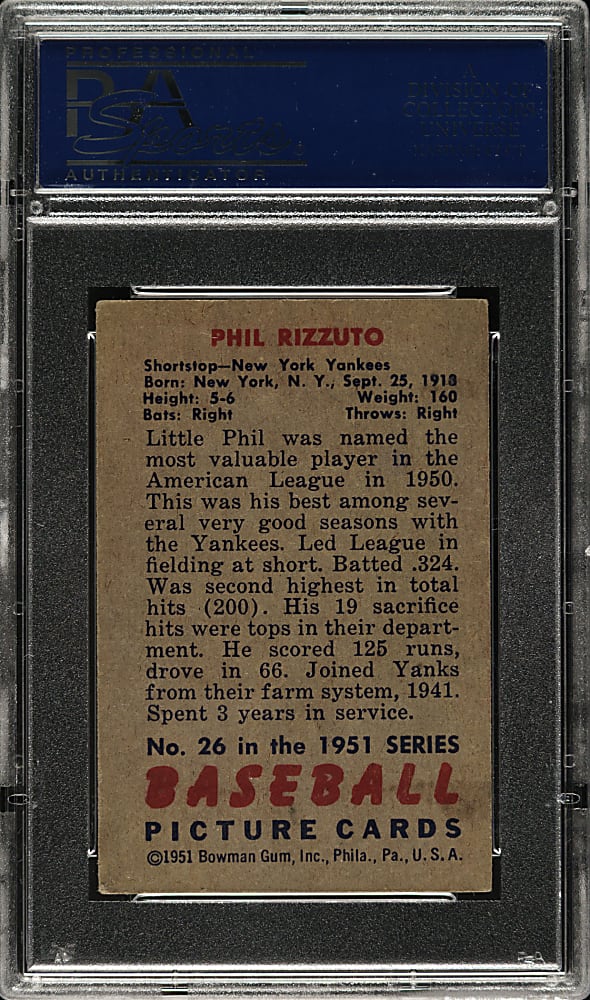 PROFESSIONAL
PSA
Sports
AUTHENTICATOR
A
DIVISION OF
COLLECTORS
UNIVERSE
PHIL RIZZUTO
Shortstop—New York Yankees
Born: New York, N. Y., Sept. 25, 1918
Height: 5-6 Weight: 160
Bats: Right Throws: Right
Little Phil was named the
most valuable player in the
American League in 1950.
This was his best among sev-
eral very good seasons with
the Yankees. Led League in
fielding at short. Batted .324.
Was second highest in total
hits (200). His 19 sacrifice
hits were tops in their depart-
ment. He scored 125 runs,
drove in 66. Joined Yanks
from their farm system, 1941.
Spent 3 years in service.
No. 26 in the 1951 SERIES
BASEBALL
PICTURE CARDS
©1951 Bowman Gum, Inc., Phila., Pa., U. S. A.